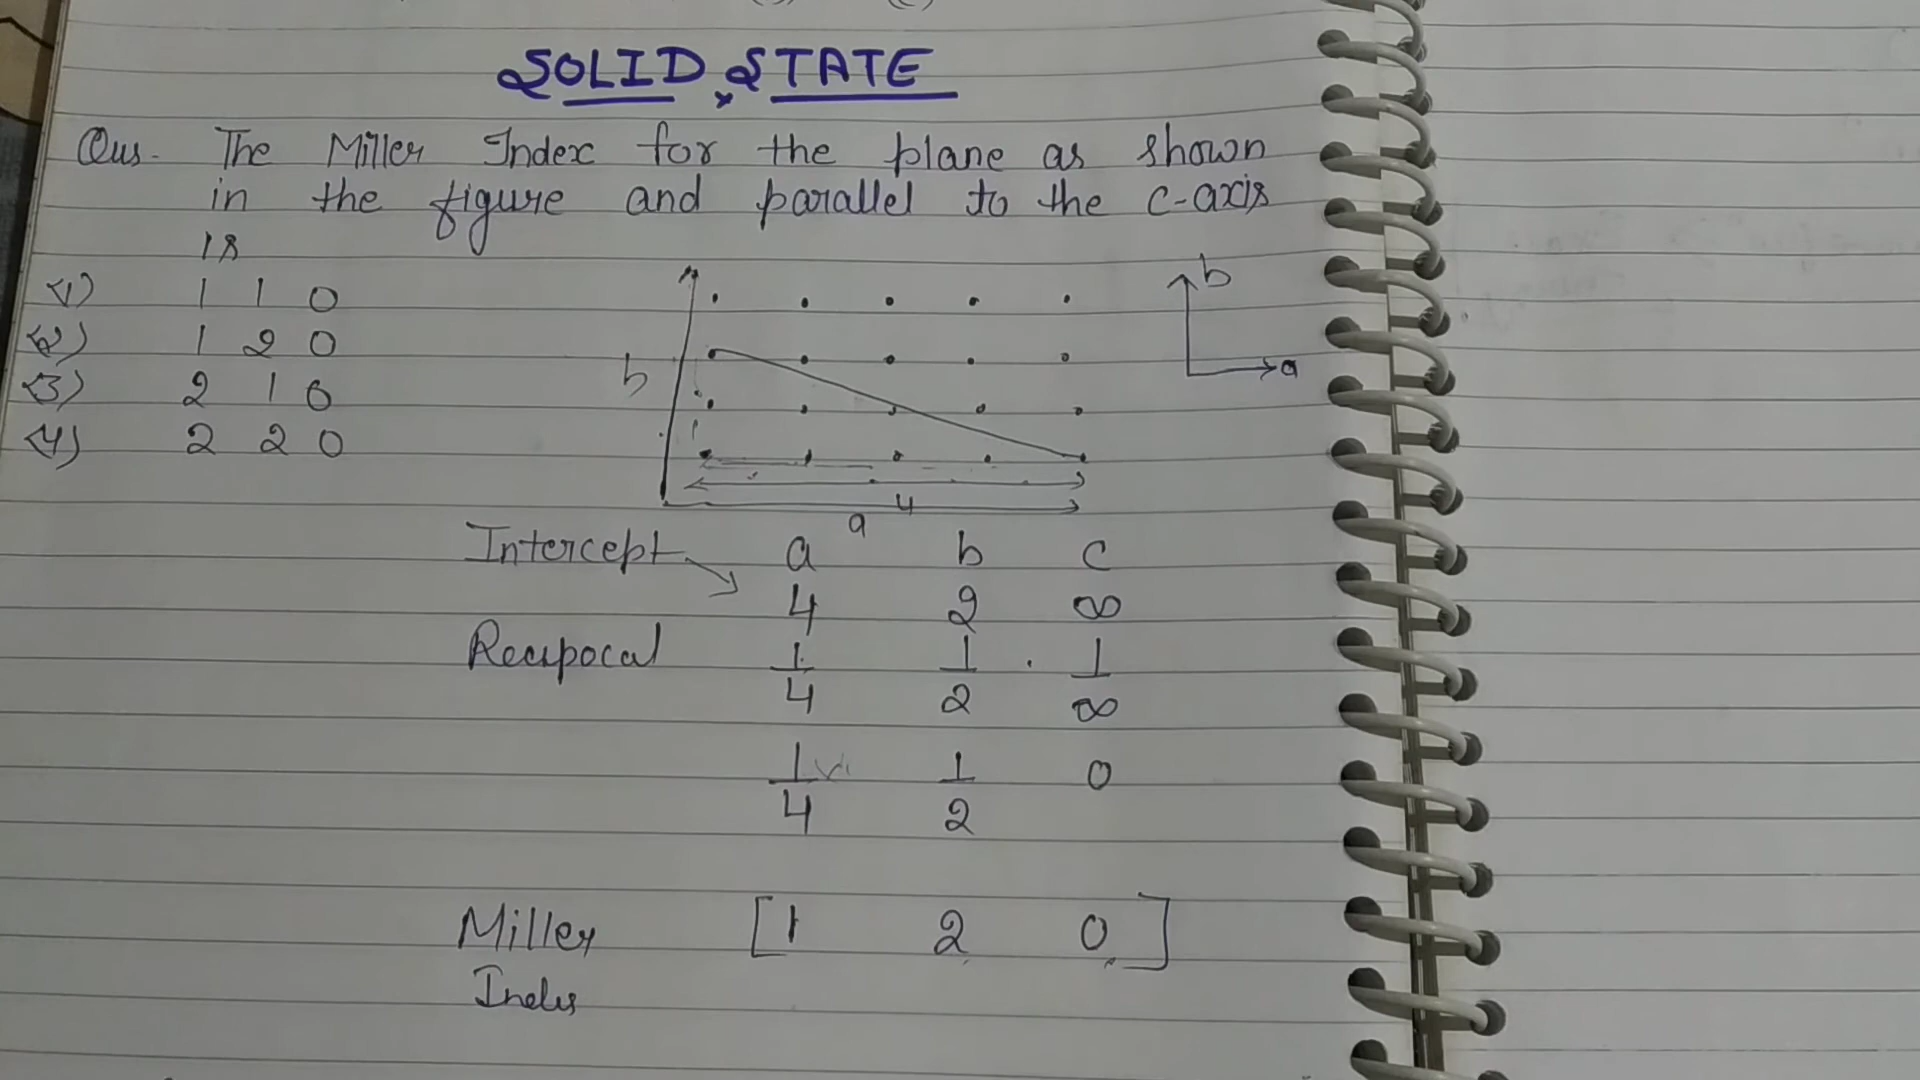 SOLID STATE
Qus. The Miller Index for the plane as shown
in the figure and parallel to the c-axis
is
(1) 1 1 0
(2) 1 2 0
(3) 2 1 0
(4) 2 2 0
b
b
a
4
a
Intercept a b c
4 2 ∞
Recipocal 1/4 1/2 1/∞
1/4 1/2 0
Miller [1 2 0]